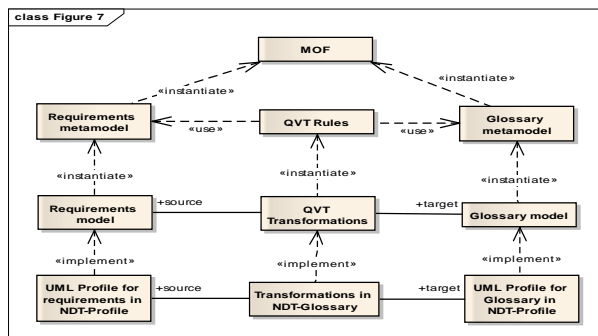 class Figure 7
MOF
«instantiate»
«instantiate»
Requirements
metamodel
QVT Rules
Glossary
metamodel
«use»
«use»
«instantiate»
«instantiate»
«instantiate»
Requirements
model
+source
QVT
Transformations
+target
Glossary model
«implement»
«implement»
«implement»
UML Profile for
requirements in
NDT-Profile
+source
Transformations in
NDT-Glossary
+target
UML Profile for
Glossary in
NDT-Profile